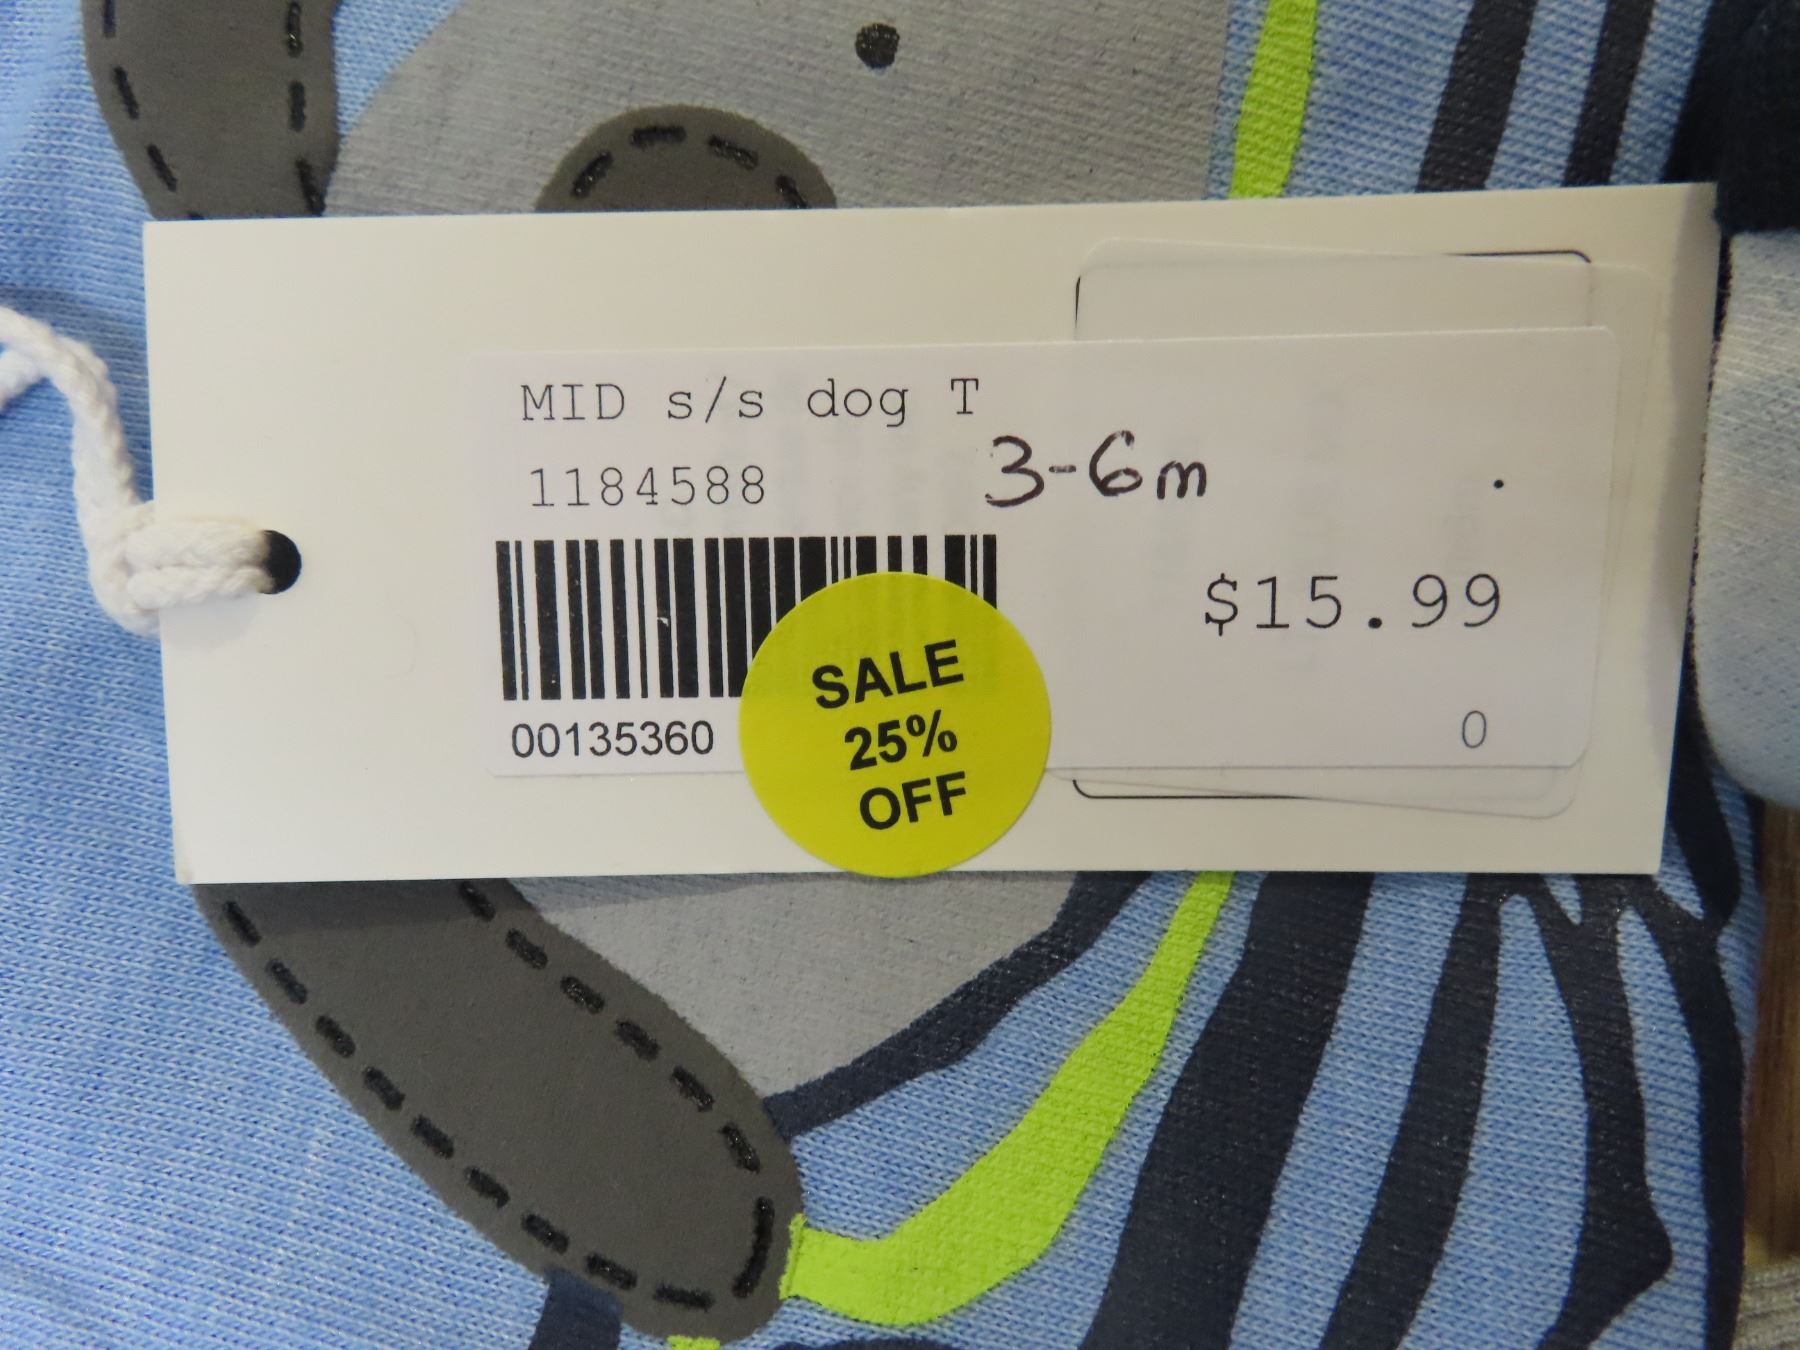 MID s/s dog T
1184588
3-6m
$15.99
00135360
0
SALE
25%
OFF